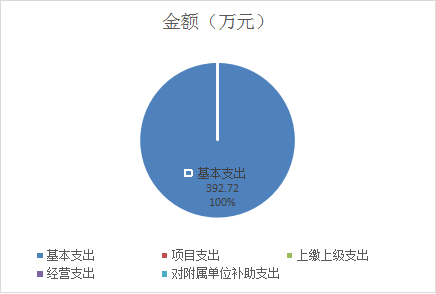 金额（万元）
基本支出
392.72
100%
基本支出 项目支出 上缴上级支出
经营支出 对附属单位补助支出